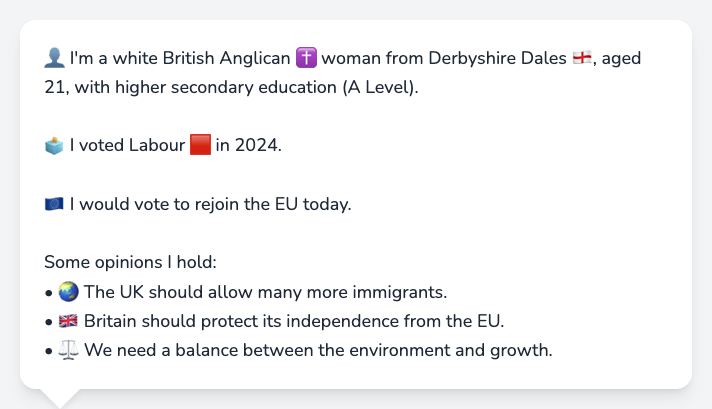 👤 I'm a white British Anglican ✝️ woman from Derbyshire Dales 🏴󠁧󠁢󠁥󠁮󠁧󠁿, aged
21, with higher secondary education (A Level).
🗳️ I voted Labour 🟥 in 2024.
🇪🇺 I would vote to rejoin the EU today.
Some opinions I hold:
• 🌏 The UK should allow many more immigrants.
• 🇬🇧 Britain should protect its independence from the EU.
• ⚖️ We need a balance between the environment and growth.